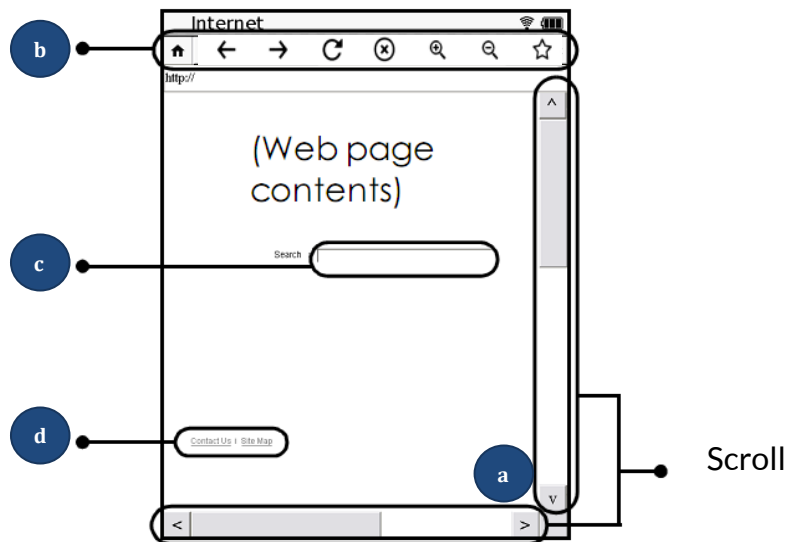 Internet
b
http://
^
(Web page
contents)
Search
c
d
Contact Us | Site Map
a
Scroll
v
< >